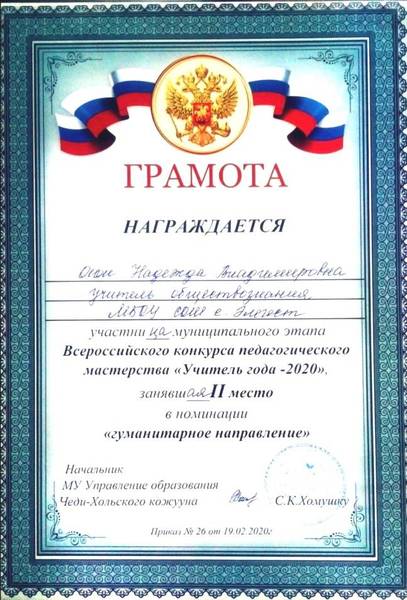 ГРАМОТА
НАГРАЖДАЕТСЯ
Надежда Владимировна
учитель обществознания,
МБОУ СОШ с. Элегест
участница муниципального этапа
Всероссийского конкурса педагогического
мастерства «Учитель года -2020»,
занявшая II место
в номинации
«гуманитарное направление»
Начальник
МУ Управление образования
Чеди-Хольского кожууна С.К.Хомушку
Приказ № 26 от 19.02.2020г